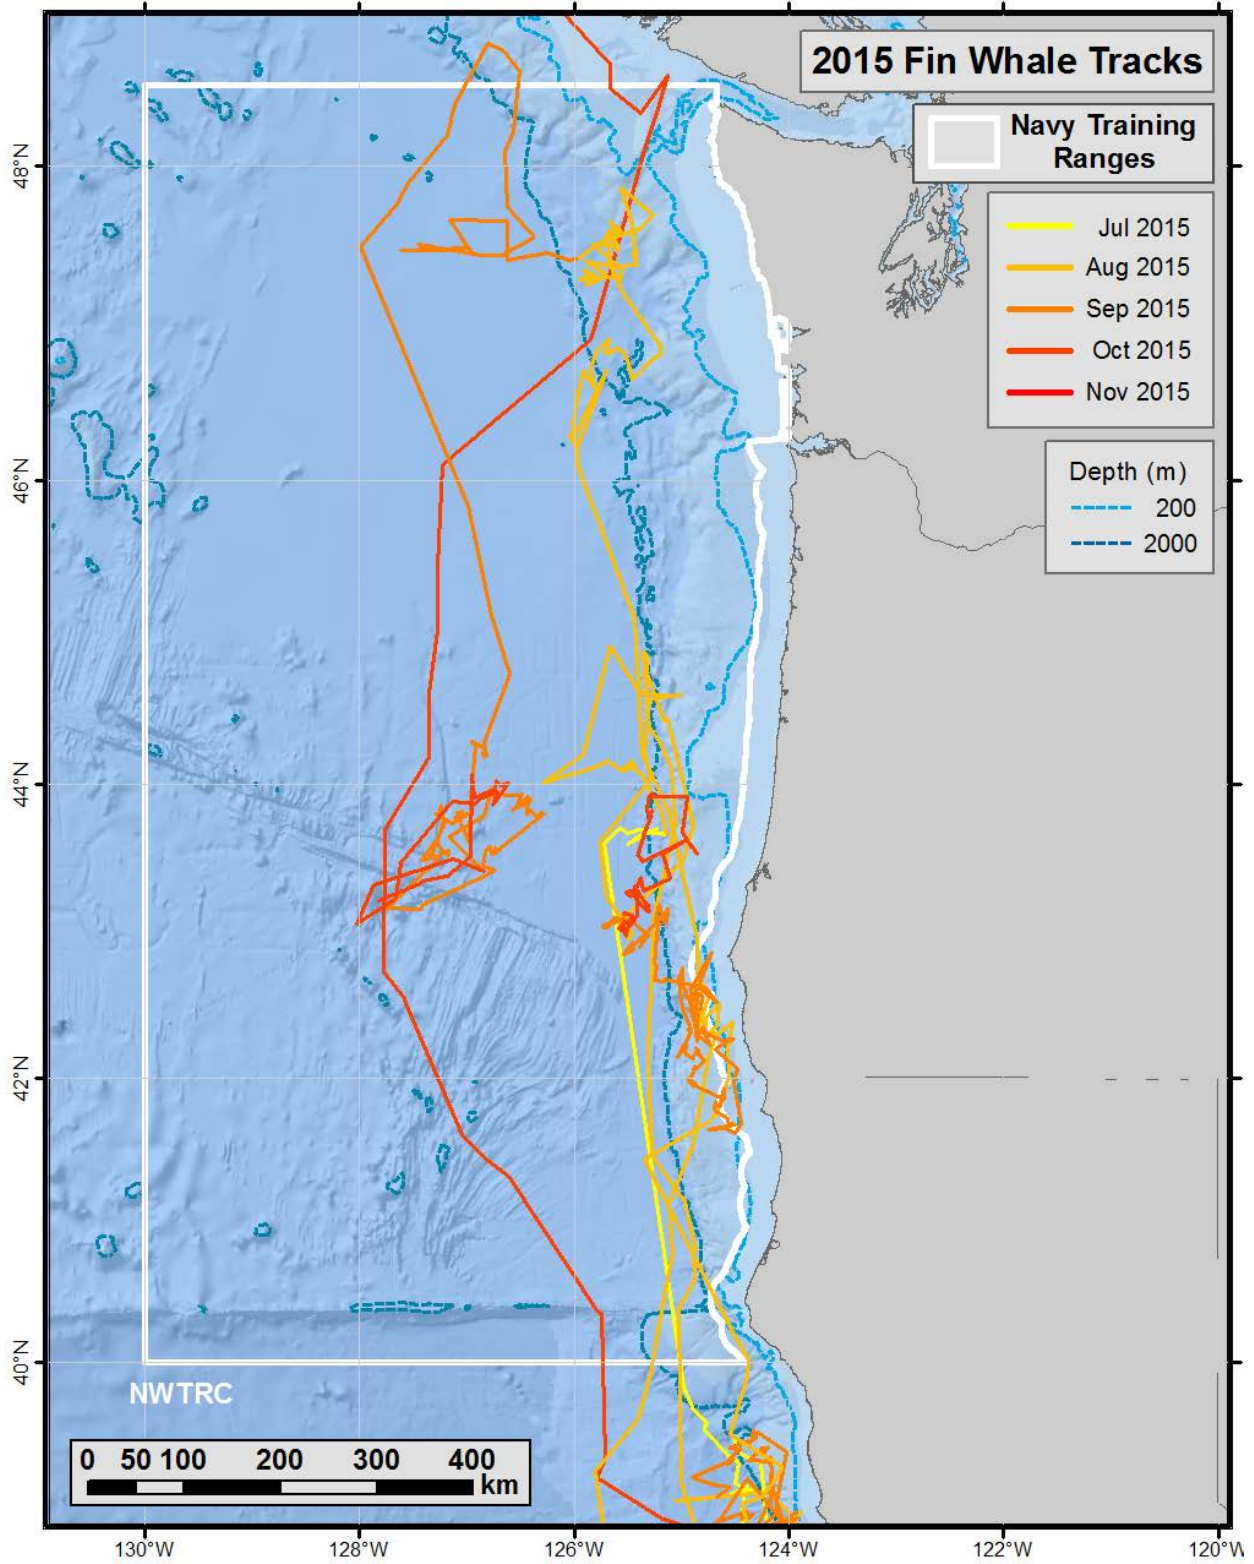 2015 Fin Whale Tracks
Navy Training
Ranges
Jul 2015
Aug 2015
Sep 2015
Oct 2015
Nov 2015
Depth (m)
200
2000
48°N
46°N
44°N
42°N
40°N
NWTRC
0 50 100 200 300 400
km
130°W 128°W 126°W 124°W 122°W 120°W